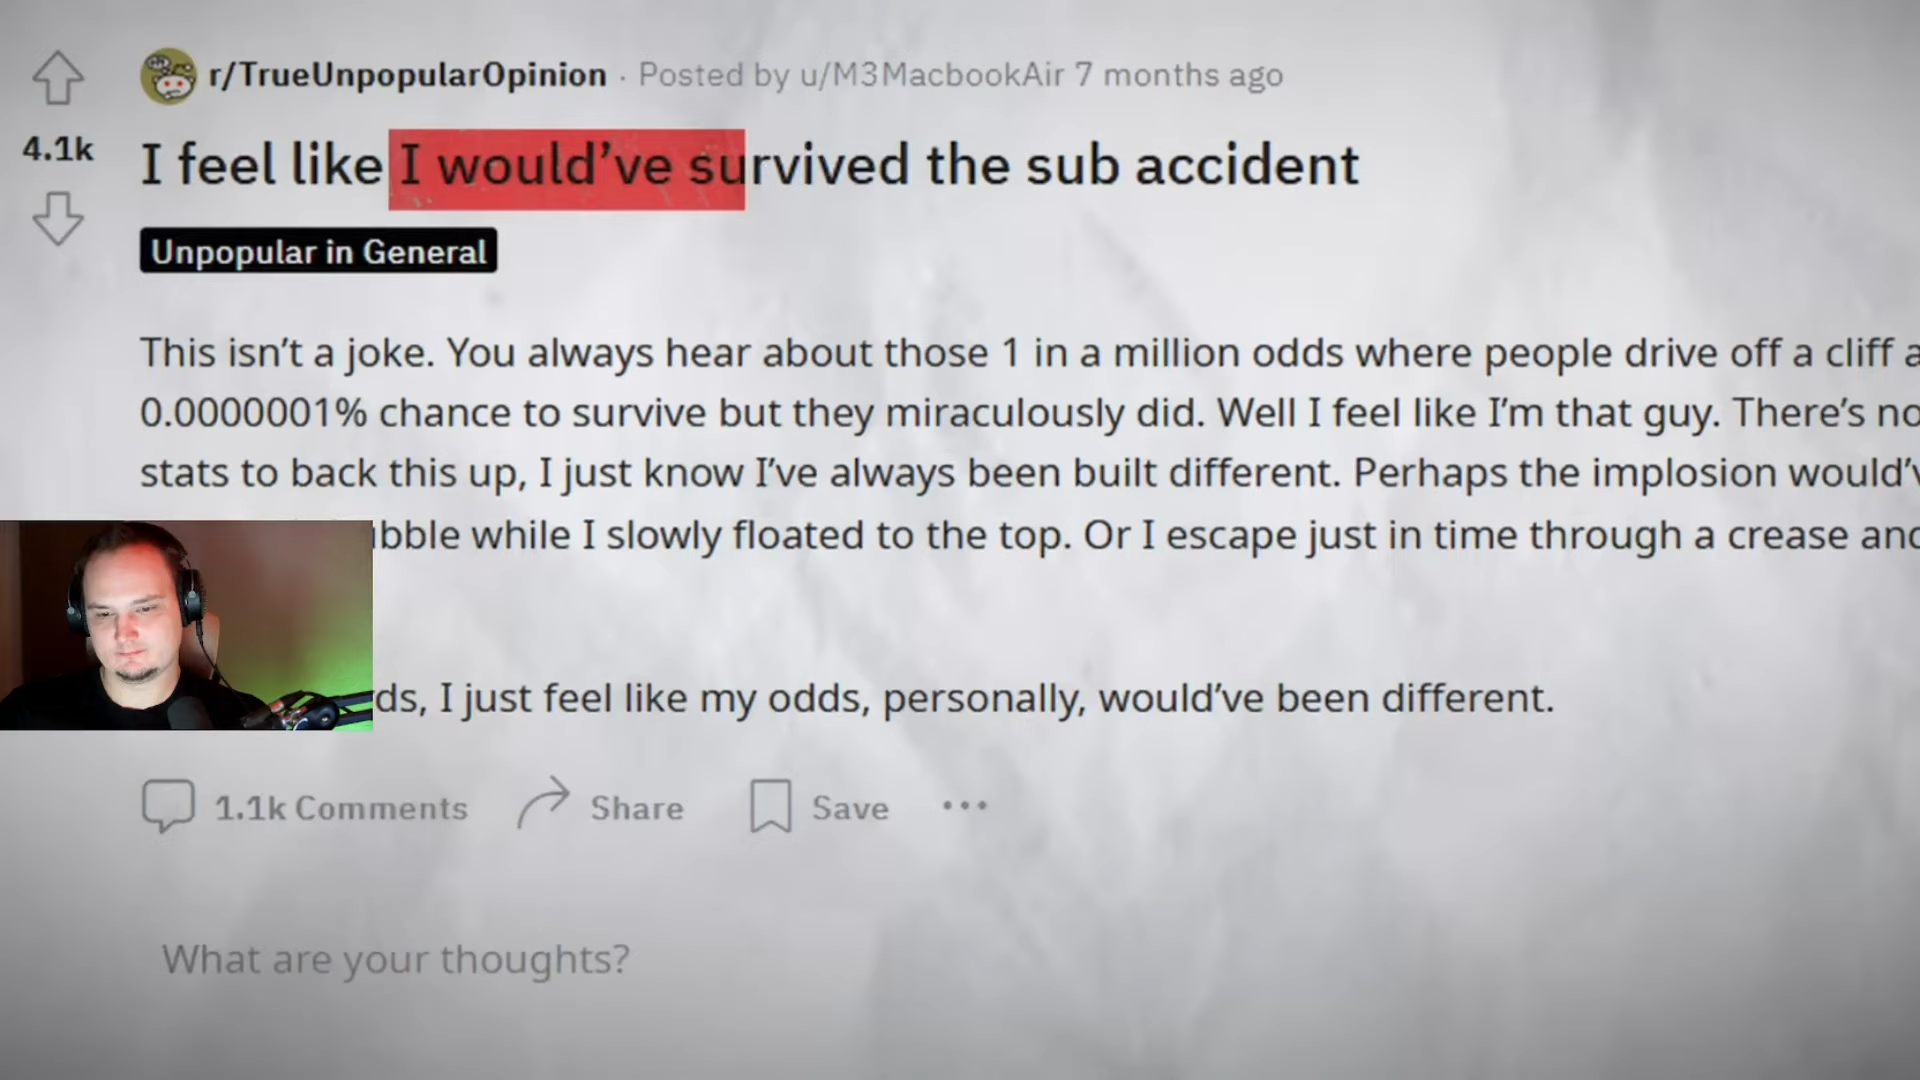 r/TrueUnpopularOpinion · Posted by u/M3MacbookAir 7 months ago
4.1k
I feel like I would’ve survived the sub accident
Unpopular in General
This isn’t a joke. You always hear about those 1 in a million odds where people drive off a cliff
0.0000001% chance to survive but they miraculously did. Well I feel like I’m that guy. There’s
stats to back this up, I just know I’ve always been built different. Perhaps the implosion
while I slowly floated to the top. Or I escape just in time through a crease
I just feel like my odds, personally, would’ve been different.
1.1k Comments Share Save •••
What are your thoughts?